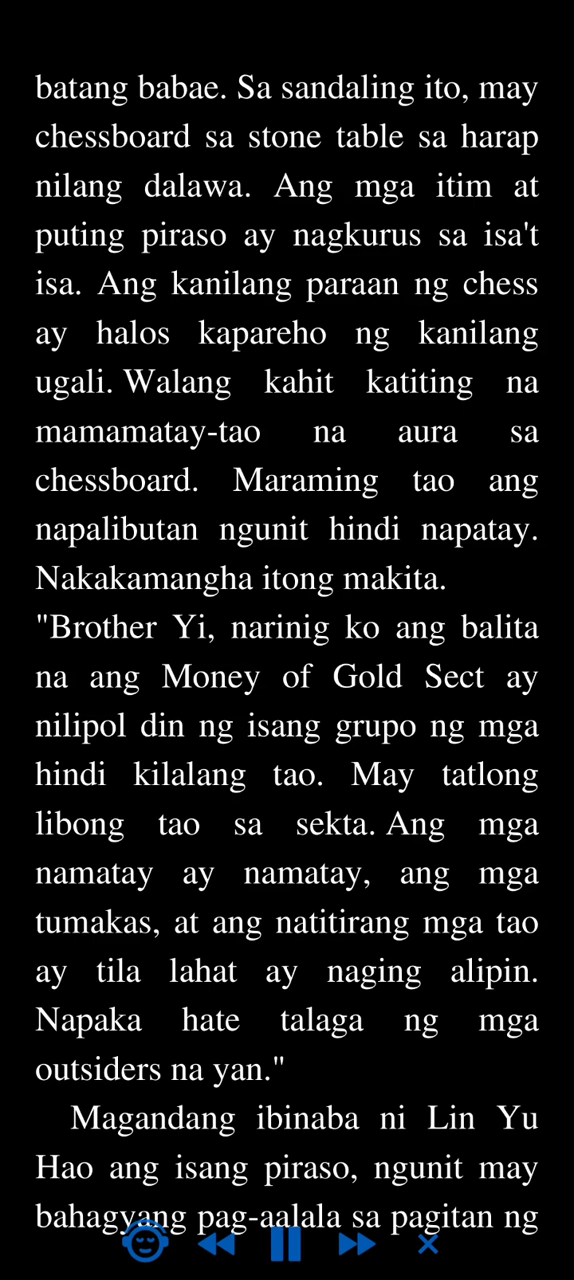 batang babae. Sa sandaling ito, may
chessboard sa stone table sa harap
nilang dalawa. Ang mga itim at
puting piraso ay nagkurus sa isa't
isa. Ang kanilang paraan ng chess
ay halos kapareho ng kanilang
ugali. Walang kahit katiting na
mamamatay-tao na aura sa
chessboard. Maraming tao ang
napalibutan ngunit hindi napatay.
Nakakamangha itong makita.
"Brother Yi, narinig ko ang balita
na ang Money of Gold Sect ay
nilipol din ng isang grupo ng mga
hindi kilalang tao. May tatlong
libong tao sa sekta. Ang mga
namatay ay namatay, ang mga
tumakas, at ang natitirang mga tao
ay tila lahat ay naging alipin.
Napaka hate talaga ng mga
outsiders na yan."
Magandang ibinaba ni Lin Yu
Hao ang isang piraso, ngunit may
bahagyang pag-aalala sa pagitan ng